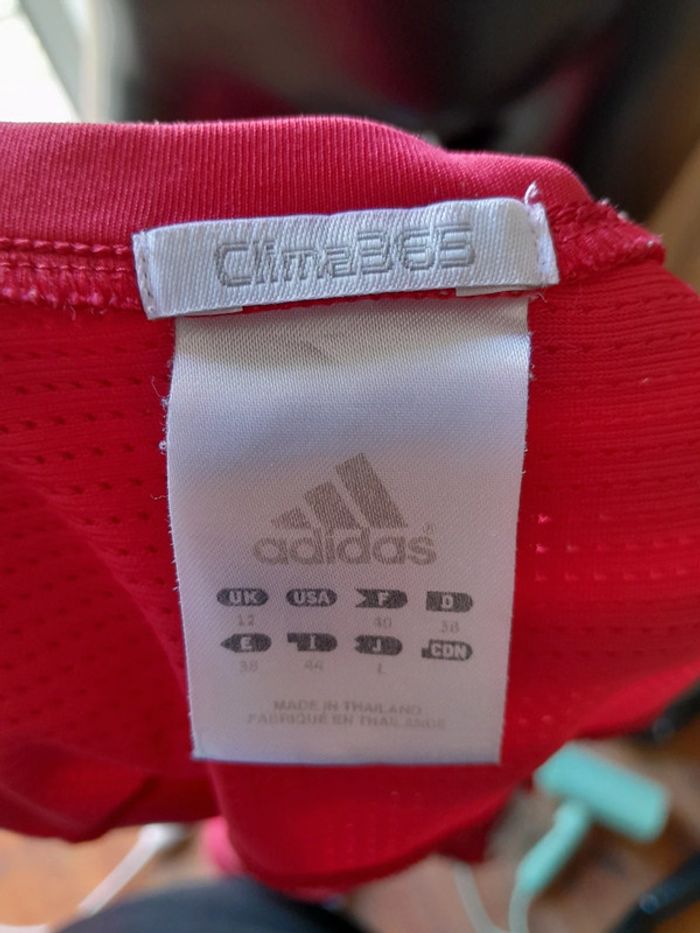 Clima365
adidas
UK USA F D
12 40 38
E I J CDN
38 44 L
MADE IN THAILAND
FABRIQUÉ EN THAILANDE